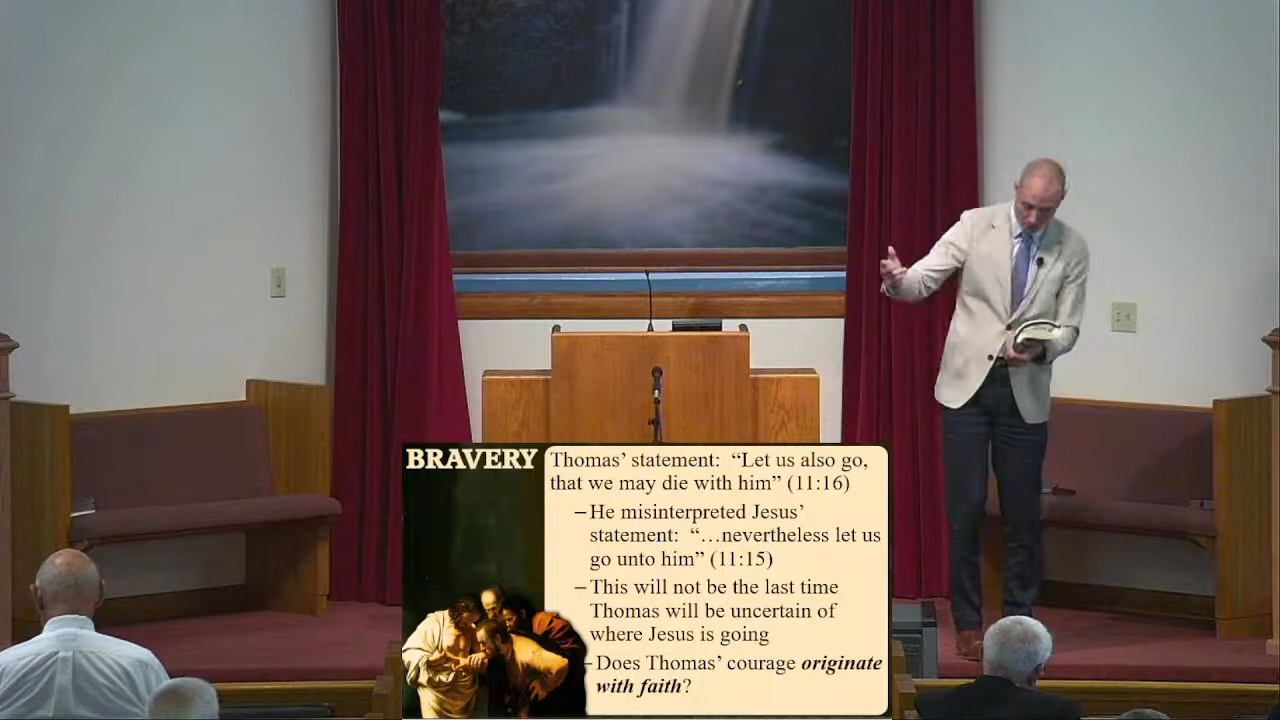 BRAVERY
Thomas’ statement:  “Let us also go,
that we may die with him” (11:16)
–He misinterpreted Jesus’
statement:  “…nevertheless let us
go unto him” (11:15)
–This will not be the last time
Thomas will be uncertain of
where Jesus is going
–Does Thomas’ courage originate
with faith?